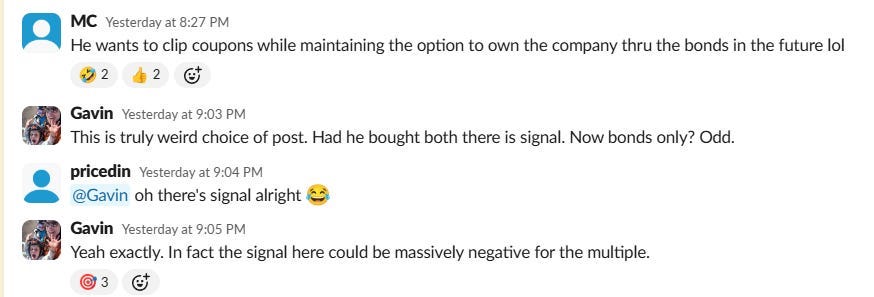 MC Yesterday at 8:27 PM
He wants to clip coupons while maintaining the option to own the company thru the bonds in the future lol
🤣 2 👍 2
Gavin Yesterday at 9:03 PM
This is truly weird choice of post. Had he bought both there is signal. Now bonds only? Odd.
pricedin Yesterday at 9:04 PM
@Gavin oh there's signal alright 😂
Gavin Yesterday at 9:05 PM
Yeah exactly. In fact the signal here could be massively negative for the multiple.
🎯 3